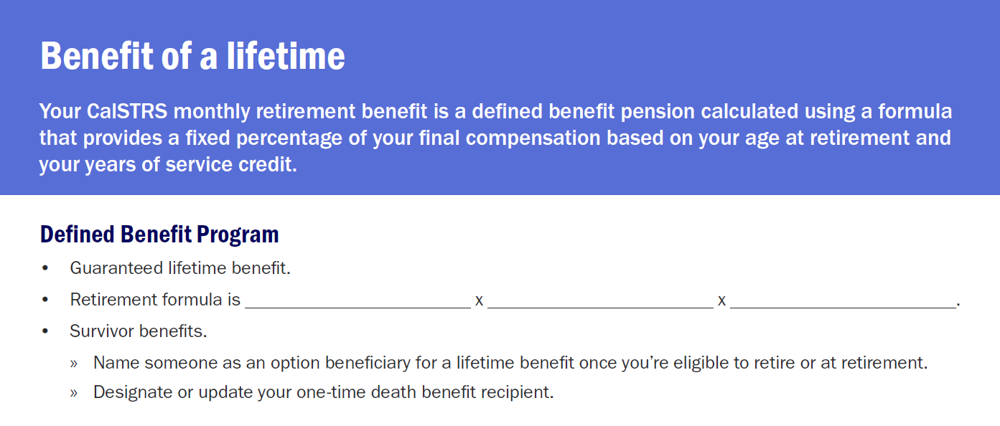 Benefit of a lifetime
Your CalSTRS monthly retirement benefit is a defined benefit pension calculated using a formula
that provides a fixed percentage of your final compensation based on your age at retirement and
your years of service credit.
Defined Benefit Program
• Guaranteed lifetime benefit.
• Retirement formula is ______________________ x ______________________ x ______________________.
• Survivor benefits.
» Name someone as an option beneficiary for a lifetime benefit once you’re eligible to retire or at retirement.
» Designate or update your one-time death benefit recipient.